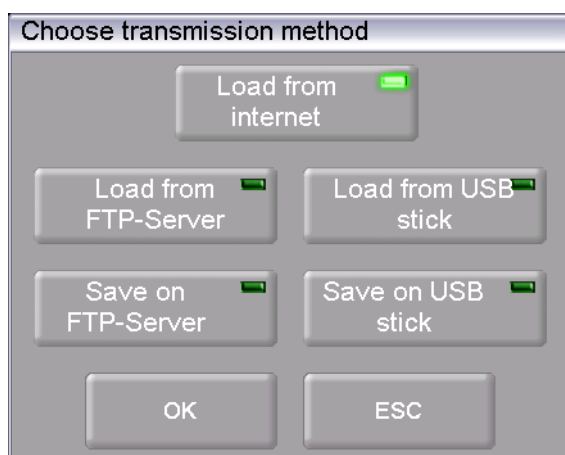 Choose transmission method
Load from
internet
Load from
FTP-Server
Load from USB
stick
Save on
FTP-Server
Save on USB
stick
OK
ESC